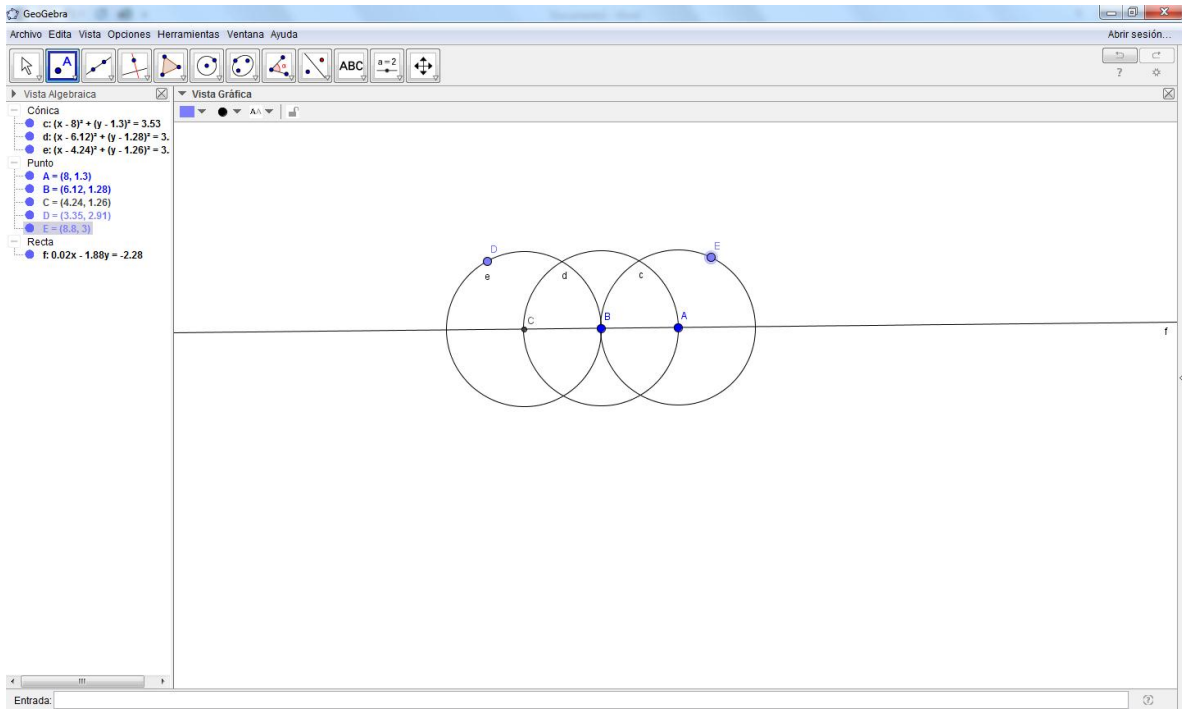 GeoGebra
Archivo Edita Vista Opciones Herramientas Ventana Ayuda
Abrir sesión...
A
ABC
a=2
?
Vista Algebraica
Vista Gráfica
AA
Cónica
c: (x - 8)² + (y - 1.3)² = 3.53
d: (x - 6.12)² + (y - 1.28)² = 3.
e: (x - 4.24)² + (y - 1.26)² = 3.
Punto
A = (8, 1.3)
B = (6.12, 1.28)
C = (4.24, 1.26)
D = (3.35, 2.91)
E = (8.8, 3)
Recta
f: 0.02x - 1.88y = -2.28
D
E
e
d
c
C
B
A
f
Entrada:
?